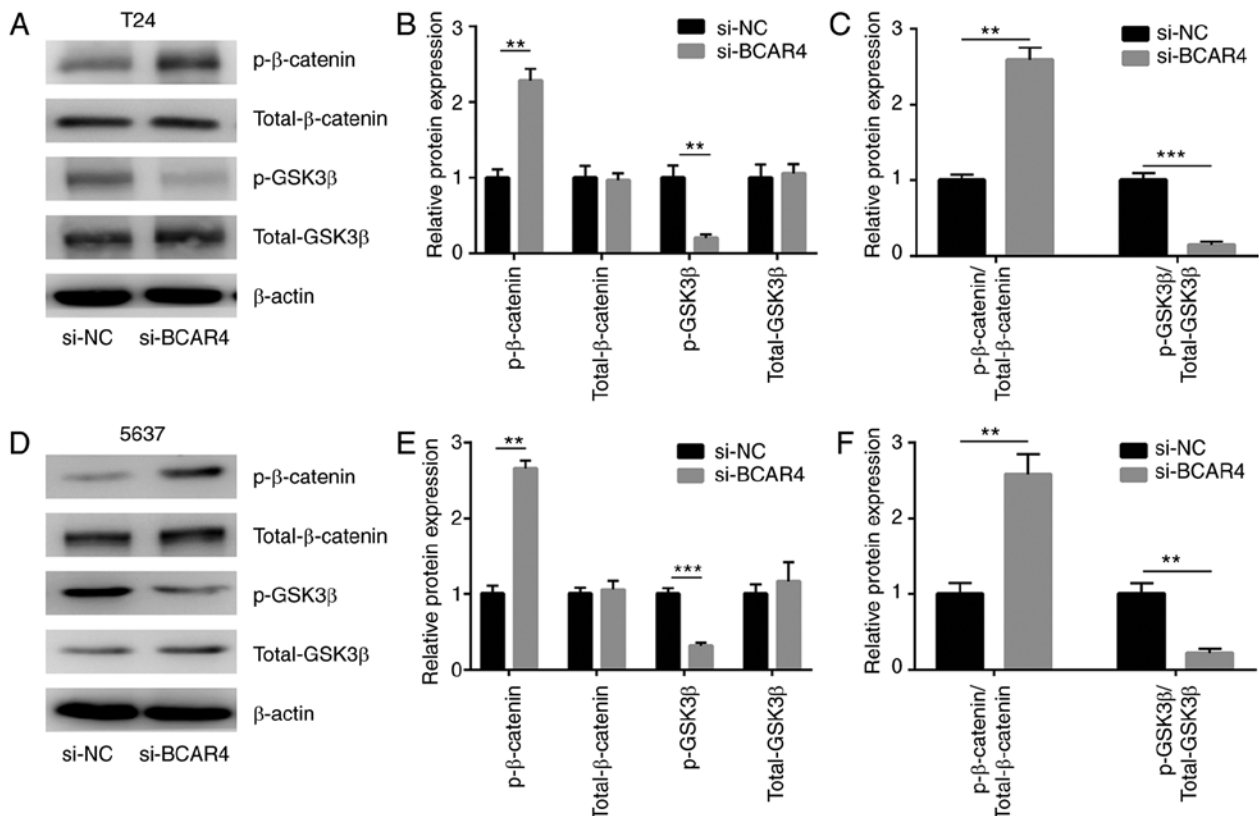 A
T24
p-β-catenin
Total-β-catenin
p-GSK3β
Total-GSK3β
β-actin
si-NC si-BCAR4
B
Relative protein expression
3
2
1
0
si-NC
si-BCAR4
**
**
p-β-catenin
Total-β-catenin
p-GSK3β
Total-GSK3β
C
Relative protein expression
3
2
1
0
si-NC
si-BCAR4
**
***
p-β-catenin/
Total-β-catenin
p-GSK3β/
Total-GSK3β
D
5637
p-β-catenin
Total-β-catenin
p-GSK3β
Total-GSK3β
β-actin
si-NC si-BCAR4
E
Relative protein expression
3
2
1
0
si-NC
si-BCAR4
**
***
p-β-catenin
Total-β-catenin
p-GSK3β
Total-GSK3β
F
Relative protein expression
3
2
1
0
si-NC
si-BCAR4
**
**
p-β-catenin/
Total-β-catenin
p-GSK3β/
Total-GSK3β